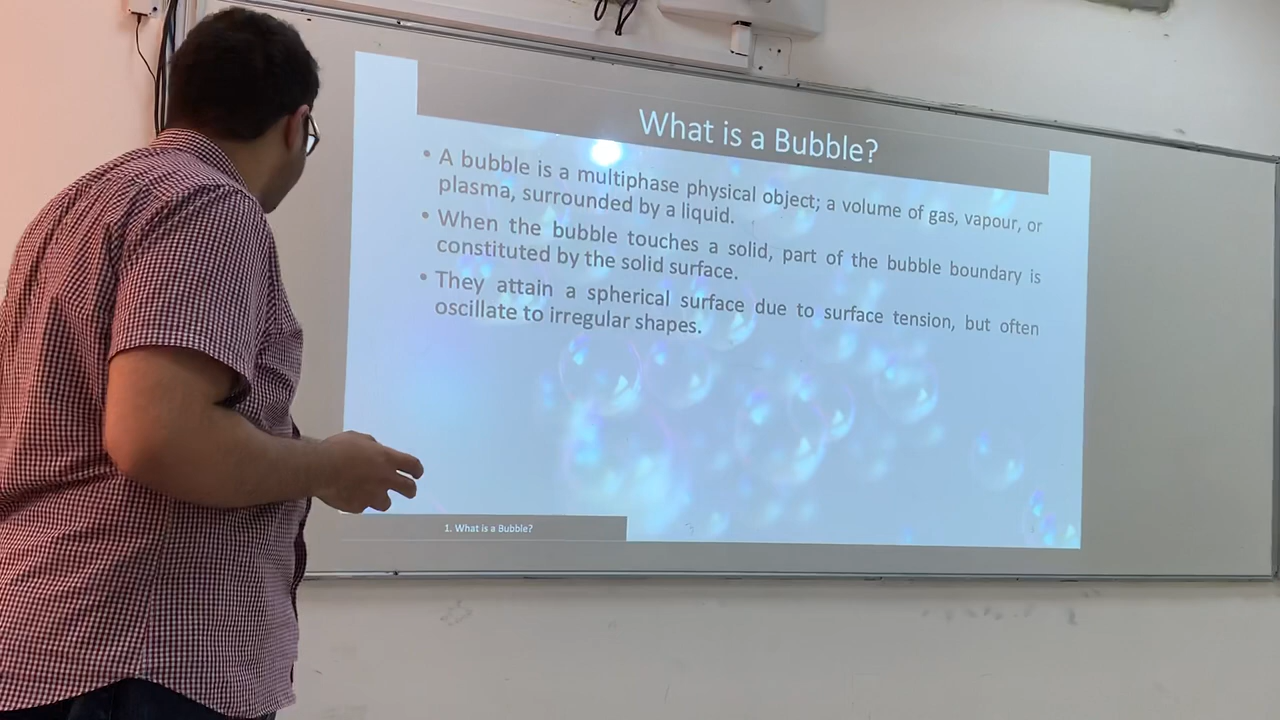 What is a Bubble?
• A bubble is a multiphase physical object; a volume of gas, vapour, or
plasma, surrounded by a liquid.
• When the bubble touches a solid, part of the bubble boundary is
constituted by the solid surface.
• They attain a spherical surface due to surface tension, but often
oscillate to irregular shapes.
1. What is a Bubble?